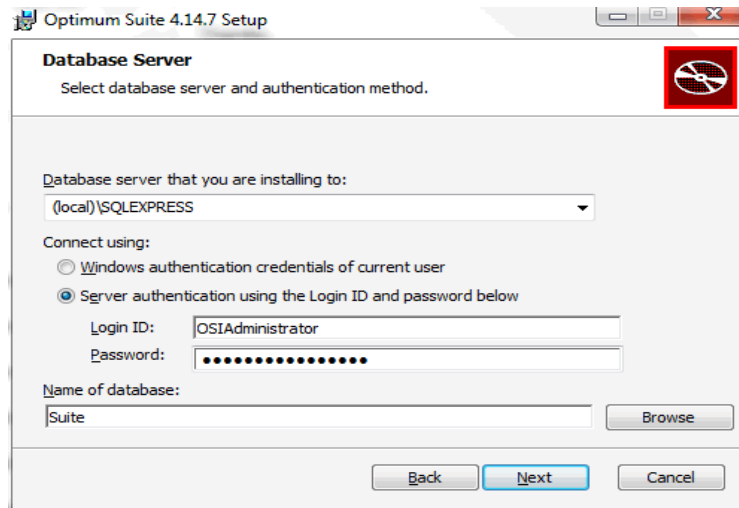 Optimum Suite 4.14.7 Setup
Database Server
Select database server and authentication method.
Database server that you are installing to:
(local)\SQLEXPRESS
Connect using:
Windows authentication credentials of current user
Server authentication using the Login ID and password below
Login ID: OSIAdministrator
Password: ●●●●●●●●●●●●●●●●
Name of database:
Suite Browse
Back Next Cancel